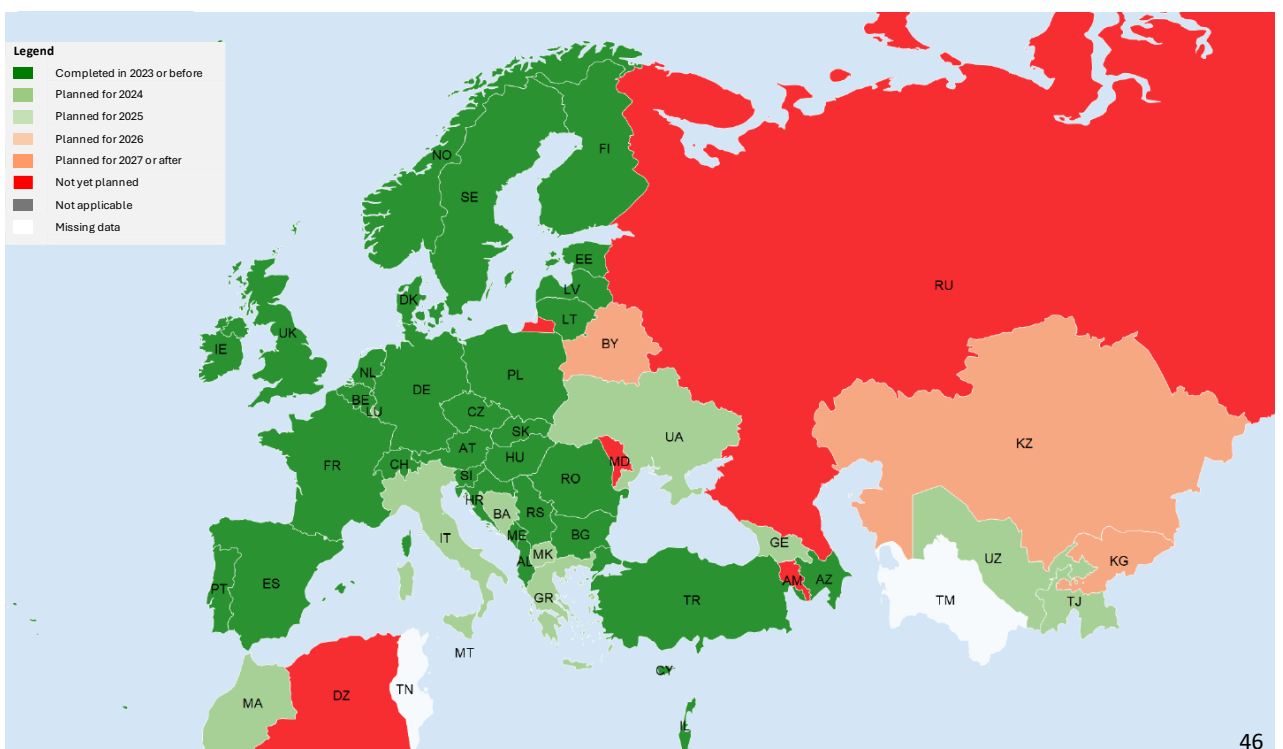 Legend
Completed in 2023 or before
Planned for 2024
Planned for 2025
Planned for 2026
Planned for 2027 or after
Not yet planned
Not applicable
Missing data
NO
FI
SE
EE
RU
LV
DK
LT
UK
BY
IE
NL
DE
PL
BE
LU
CZ
SK
UA
KZ
AT
HU
FR
CH
MD
SI
RO
HR
BA
RS
IT
ME
BG
GE
MK
UZ
AL
KG
PT
ES
AM
AZ
GR
TR
TM
TJ
MT
CY
TN
DZ
MA
IL
46